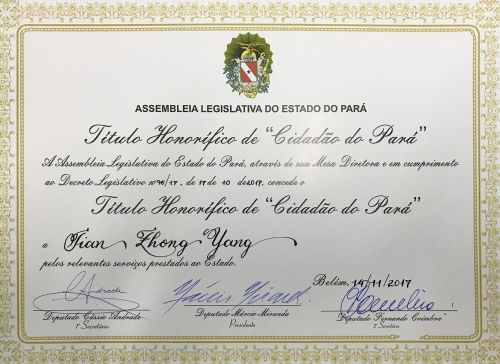 ASSEMBLEIA LEGISLATIVA DO ESTADO DO PARÁ
Título Honorífico de "Cidadão do Pará"
A Assembleia Legislativa do Estado do Pará, através de sua Mesa Diretora e em cumprimento
ao Decreto Legislativo nº 96/17, de 17 de 10 de 2017, concede o
Título Honorífico de "Cidadão do Pará"
a Tian Zhong Yang
pelos relevantes serviços prestados ao Estado.
Belém, 14/11/2017
Deputado Cássio Andrade
1º Secretário
Deputado Márcio Miranda
Presidente
Deputado Fernando Coimbra
2º Secretário